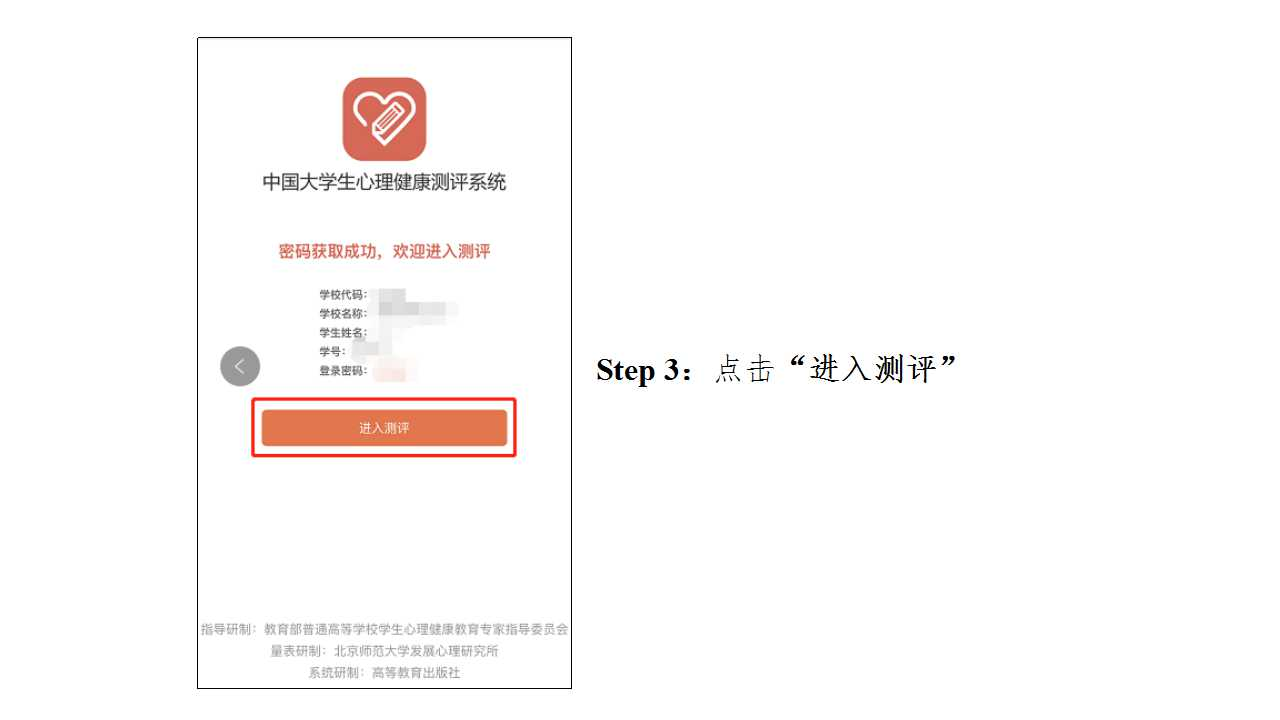 中国大学生心理健康测评系统
密码获取成功，欢迎进入测评
学校代码：
学校名称：
学生姓名：
学号：
登录密码：
进入测评
Step 3：点击“进入测评”
指导研制：教育部普通高等学校学生心理健康教育专家指导委员会
量表研制：北京师范大学发展心理研究所
系统研制：高等教育出版社